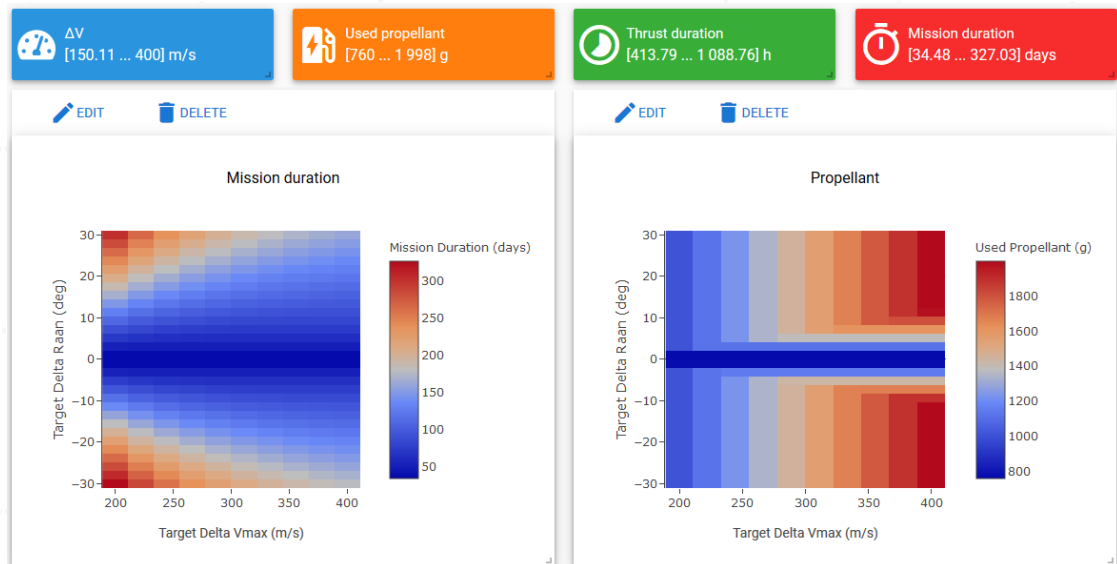 ΔV
[150.11 ... 400] m/s
Used propellant
[760 ... 1 998] g
Thrust duration
[413.79 ... 1 088.76] h
Mission duration
[34.48 ... 327.03] days
EDIT DELETE
EDIT DELETE
Mission duration
Target Delta Raan (deg)
30
20
10
0
−10
−20
−30
200 250 300 350 400
Target Delta Vmax (m/s)
Mission Duration (days)
300
250
200
150
100
50
Propellant
Target Delta Raan (deg)
30
20
10
0
−10
−20
−30
200 250 300 350 400
Target Delta Vmax (m/s)
Used Propellant (g)
1800
1600
1400
1200
1000
800